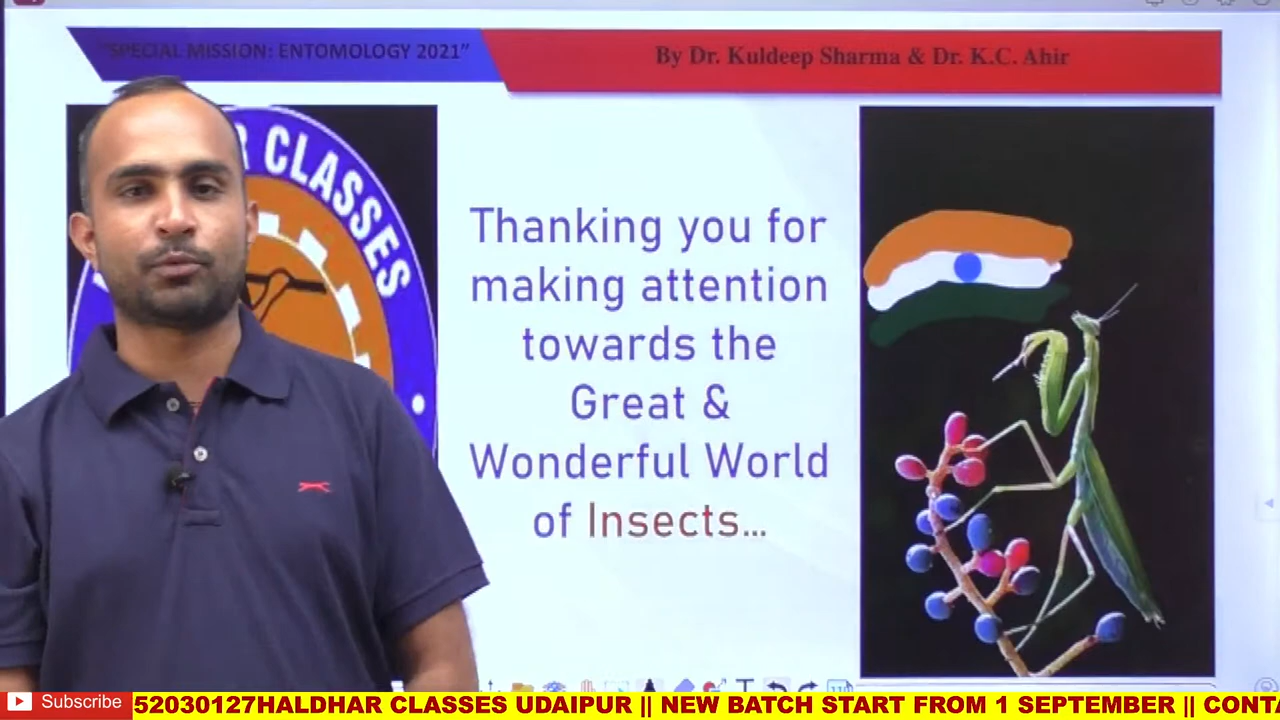 "SPECIAL MISSION: ENTOMOLOGY 2021"
By Dr. Kuldeep Sharma & Dr. K.C. Ahir
R CLASSES
Thanking you for
making attention
towards the
Great &
Wonderful World
of Insects...
Subscribe
52030127HALDHAR CLASSES UDAIPUR || NEW BATCH START FROM 1 SEPTEMBER || CONTA